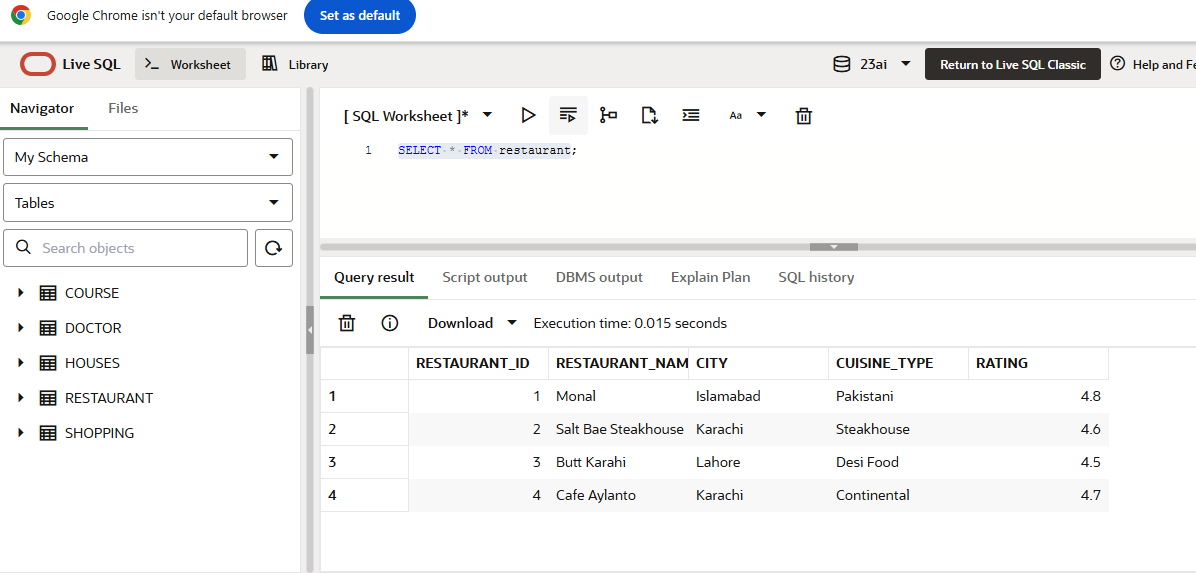 Google Chrome isn't your default browser Set as default
Live SQL >_ Worksheet Library 23ai Return to Live SQL Classic Help and Fe
Navigator Files
[ SQL Worksheet ]* Aa
My Schema
1 SELECT * FROM restaurant;
Tables
Search objects
COURSE
DOCTOR
HOUSES
RESTAURANT
SHOPPING
Query result Script output DBMS output Explain Plan SQL history
Download Execution time: 0.015 seconds
RESTAURANT_ID RESTAURANT_NAM CITY CUISINE_TYPE RATING
1 1 Monal Islamabad Pakistani 4.8
2 2 Salt Bae Steakhouse Karachi Steakhouse 4.6
3 3 Butt Karahi Lahore Desi Food 4.5
4 4 Cafe Aylanto Karachi Continental 4.7